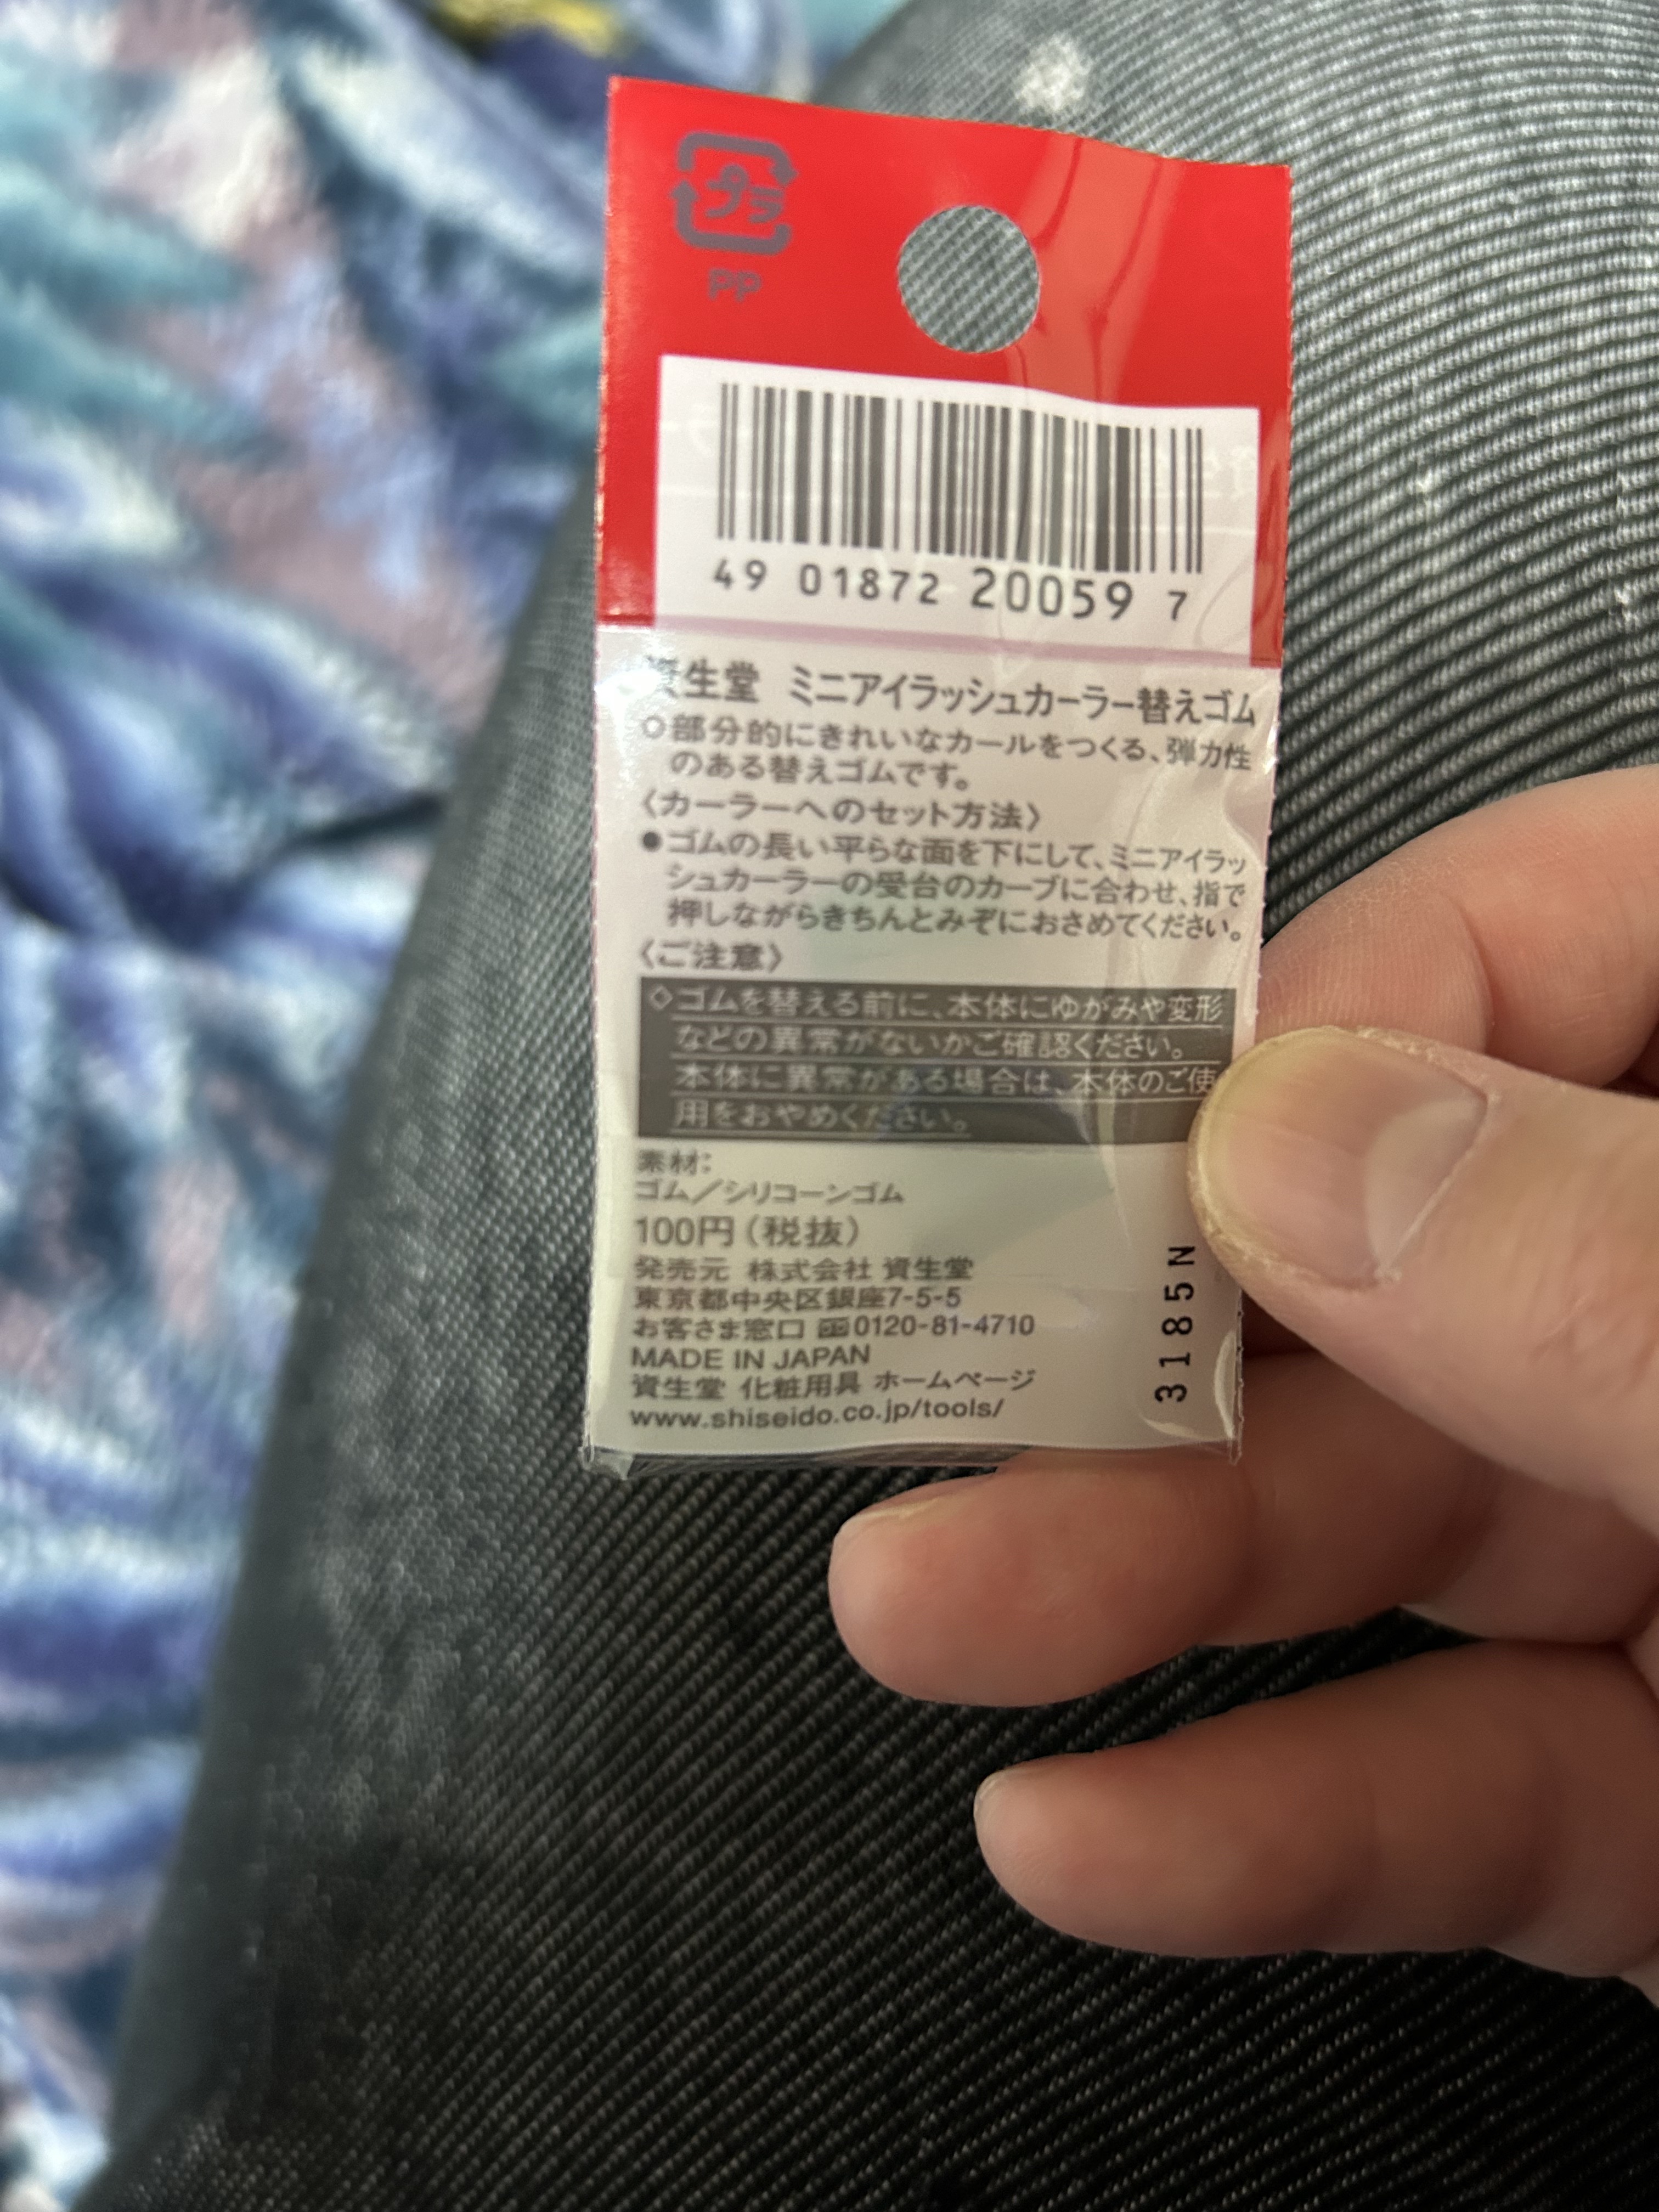 プラ
PP
49 01872 20059 7
資生堂 ミニアイラッシュカーラー替えゴム
○部分的にきれいなカールをつくる、弾力性
のある替えゴムです。
〈カーラーへのセット方法〉
●ゴムの長い平らな面を下にして、ミニアイラッ
シュカーラーの受台のカーブに合わせ、指で
押しながらきちんとみぞにおさめてください。
〈ご注意〉
◇ゴムを替える前に、本体にゆがみや変形
などの異常がないかご確認ください。
本体に異常がある場合は、本体のご使
用をおやめください。
素材:
ゴム/シリコーンゴム
100円(税抜)
発売元 株式会社 資生堂
東京都中央区銀座7-5-5
お客さま窓口 0120-81-4710
MADE IN JAPAN
資生堂 化粧用具 ホームページ
www.shiseido.co.jp/tools/
3185N